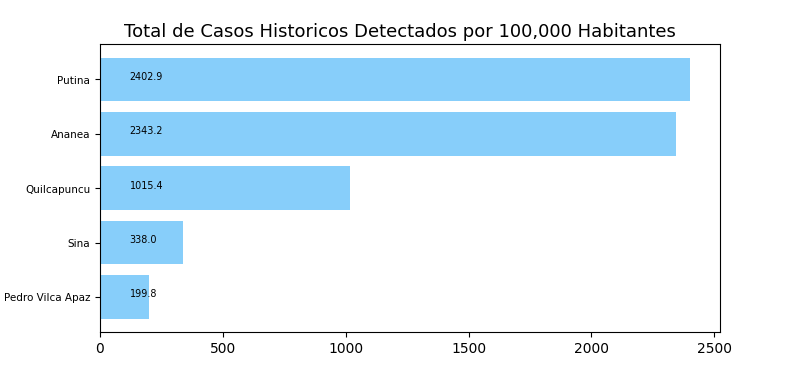 Total de Casos Historicos Detectados por 100,000 Habitantes
Putina
2402.9
Ananea
2343.2
Quilcapuncu
1015.4
Sina
338.0
Pedro Vilca Apaz
199.8
0 500 1000 1500 2000 2500